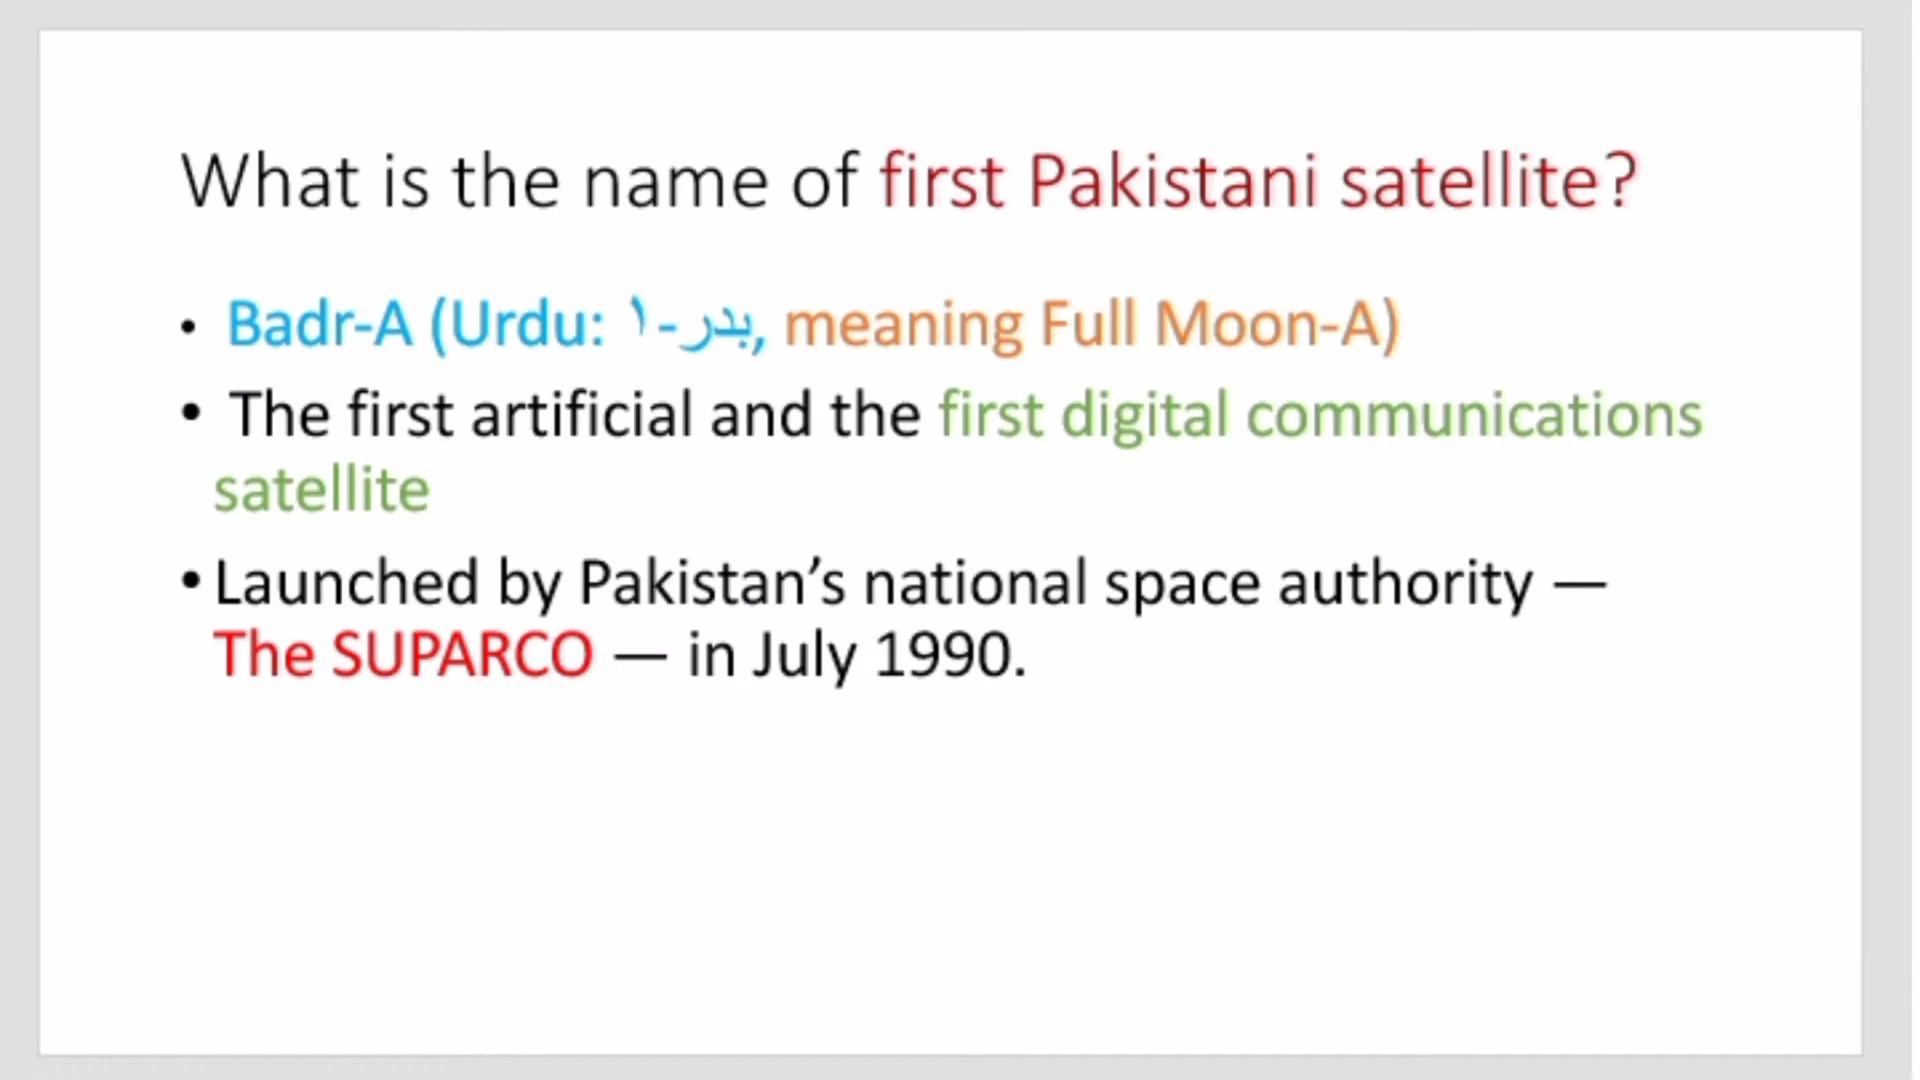 What is the name of first Pakistani satellite?
• Badr-A (Urdu: بدر-۱, meaning Full Moon-A)
• The first artificial and the first digital communications
satellite
• Launched by Pakistan’s national space authority —
The SUPARCO — in July 1990.